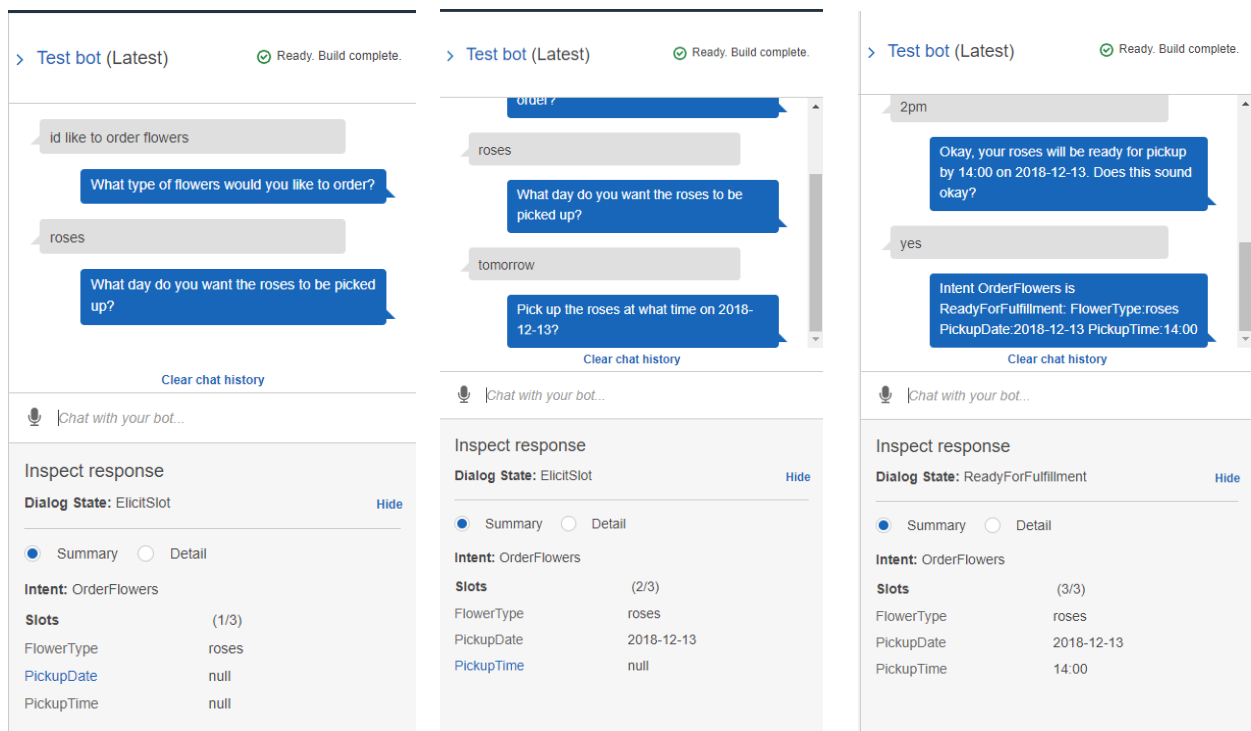 Test bot (Latest)
Ready. Build complete.
id like to order flowers
What type of flowers would you like to order?
roses
What day do you want the roses to be picked
up?
Clear chat history
Chat with your bot...
Inspect response
Dialog State: ElicitSlot
Hide
Summary
Detail
Intent: OrderFlowers
Slots (1/3)
FlowerType roses
PickupDate null
PickupTime null
Test bot (Latest)
Ready. Build complete.
order?
roses
What day do you want the roses to be
picked up?
tomorrow
Pick up the roses at what time on 2018-
12-13?
Clear chat history
Chat with your bot...
Inspect response
Dialog State: ElicitSlot
Hide
Summary
Detail
Intent: OrderFlowers
Slots (2/3)
FlowerType roses
PickupDate 2018-12-13
PickupTime null
Test bot (Latest)
Ready. Build complete.
2pm
Okay, your roses will be ready for pickup
by 14:00 on 2018-12-13. Does this sound
okay?
yes
Intent OrderFlowers is
ReadyForFulfillment: FlowerType:roses
PickupDate:2018-12-13 PickupTime:14:00
Clear chat history
Chat with your bot...
Inspect response
Dialog State: ReadyForFulfillment
Hide
Summary
Detail
Intent: OrderFlowers
Slots (3/3)
FlowerType roses
PickupDate 2018-12-13
PickupTime 14:00